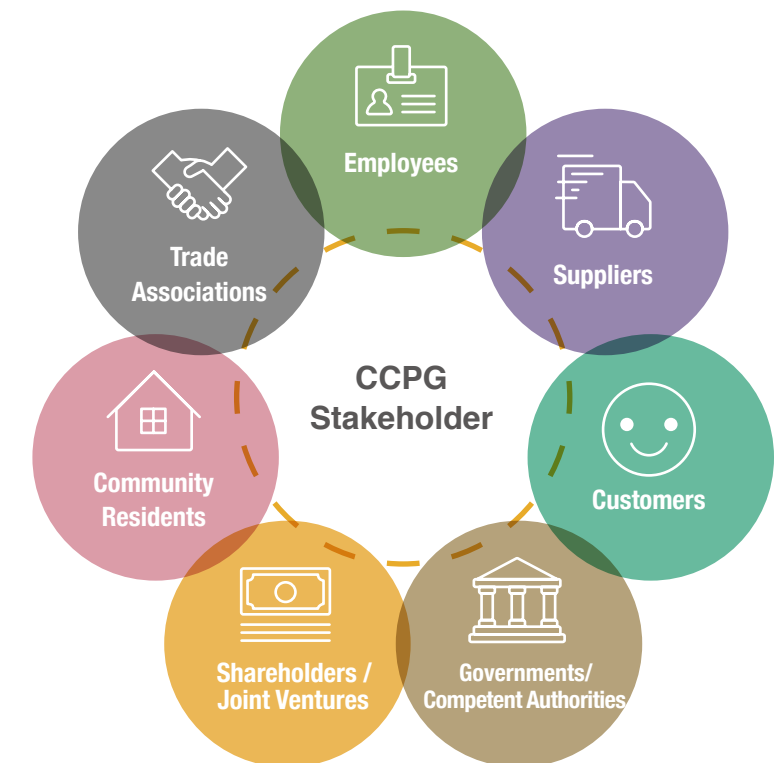 Employees
Suppliers
Customers
Governments/
Competent Authorities
Shareholders /
Joint Ventures
Community
Residents
Trade
Associations
CCPG
Stakeholder